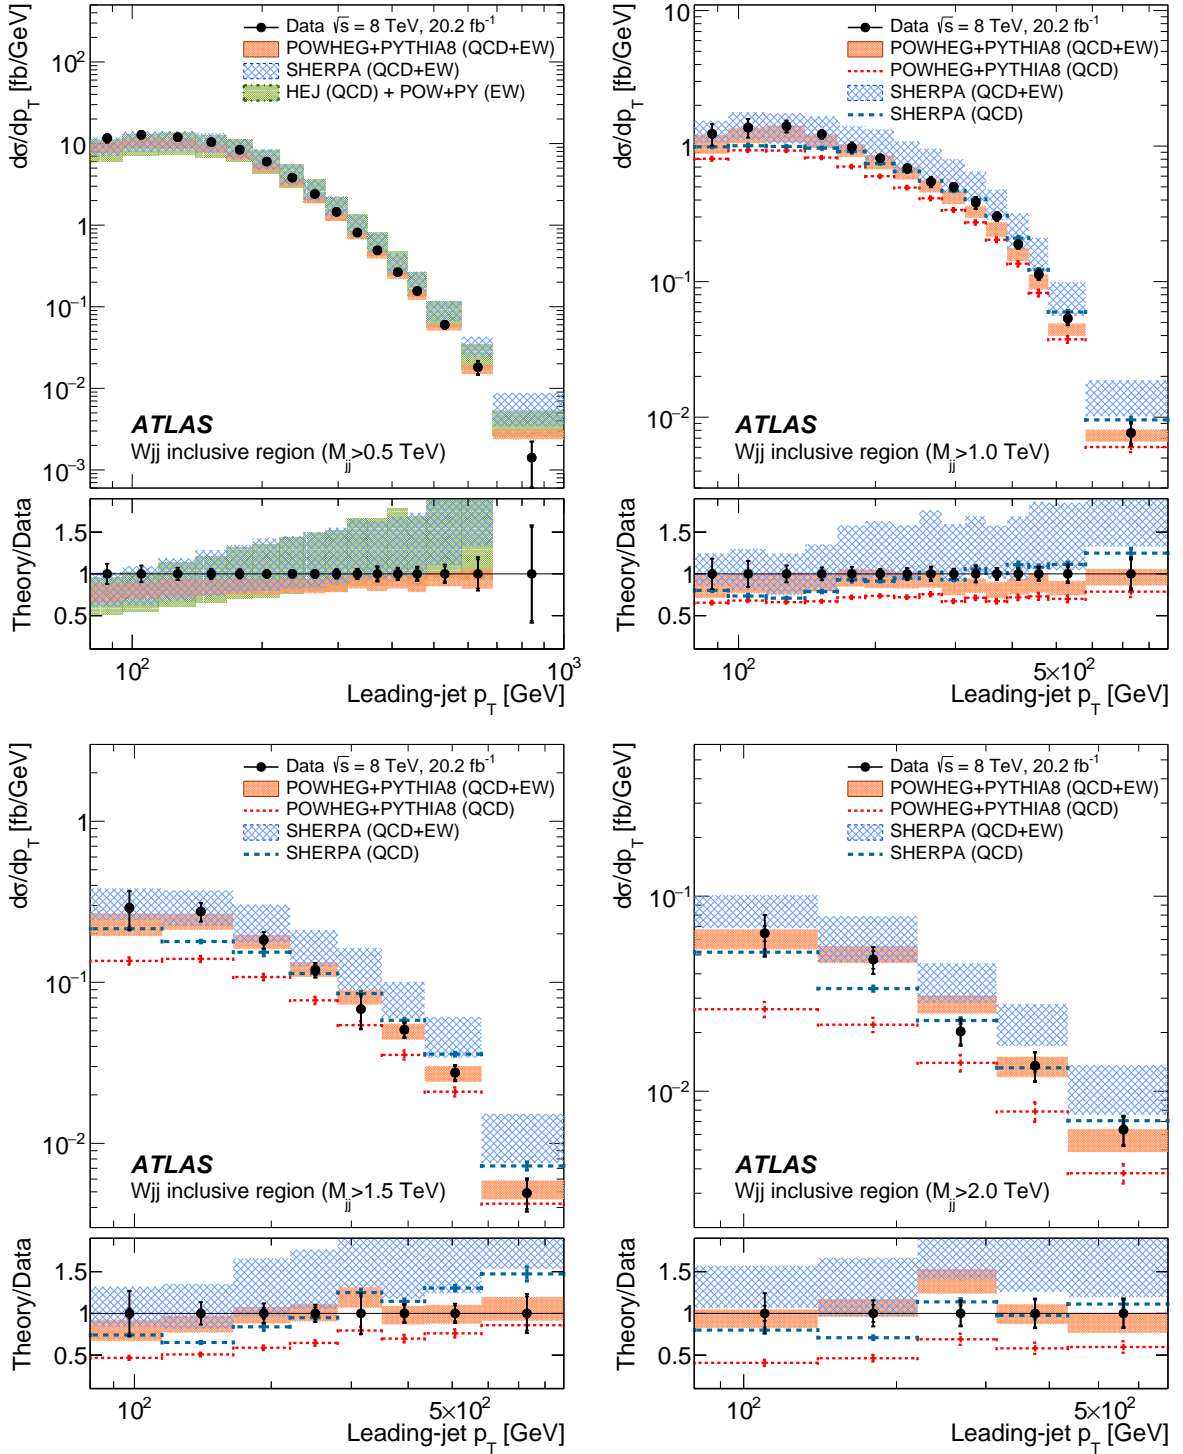 dσ/dp_T [fb/GeV]
Data √s = 8 TeV, 20.2 fb⁻¹
POWHEG+PYTHIA8 (QCD+EW)
SHERPA (QCD+EW)
HEJ (QCD) + POW+PY (EW)
10²
10
1
10⁻¹
10⁻²
10⁻³
ATLAS
Wjj inclusive region (M_jj>0.5 TeV)
Theory/Data
1.5
1
0.5
10²
10³
Leading-jet p_T [GeV]
dσ/dp_T [fb/GeV]
Data √s = 8 TeV, 20.2 fb⁻¹
POWHEG+PYTHIA8 (QCD+EW)
POWHEG+PYTHIA8 (QCD)
SHERPA (QCD+EW)
SHERPA (QCD)
10
1
10⁻¹
10⁻²
ATLAS
Wjj inclusive region (M_jj>1.0 TeV)
Theory/Data
1.5
1
0.5
10²
5×10²
Leading-jet p_T [GeV]
dσ/dp_T [fb/GeV]
Data √s = 8 TeV, 20.2 fb⁻¹
POWHEG+PYTHIA8 (QCD+EW)
POWHEG+PYTHIA8 (QCD)
SHERPA (QCD+EW)
SHERPA (QCD)
1
10⁻¹
10⁻²
ATLAS
Wjj inclusive region (M_jj>1.5 TeV)
Theory/Data
1.5
1
0.5
10²
5×10²
Leading-jet p_T [GeV]
dσ/dp_T [fb/GeV]
Data √s = 8 TeV, 20.2 fb⁻¹
POWHEG+PYTHIA8 (QCD+EW)
POWHEG+PYTHIA8 (QCD)
SHERPA (QCD+EW)
SHERPA (QCD)
10⁻¹
10⁻²
ATLAS
Wjj inclusive region (M_jj>2.0 TeV)
Theory/Data
1.5
1
0.5
10²
5×10²
Leading-jet p_T [GeV]